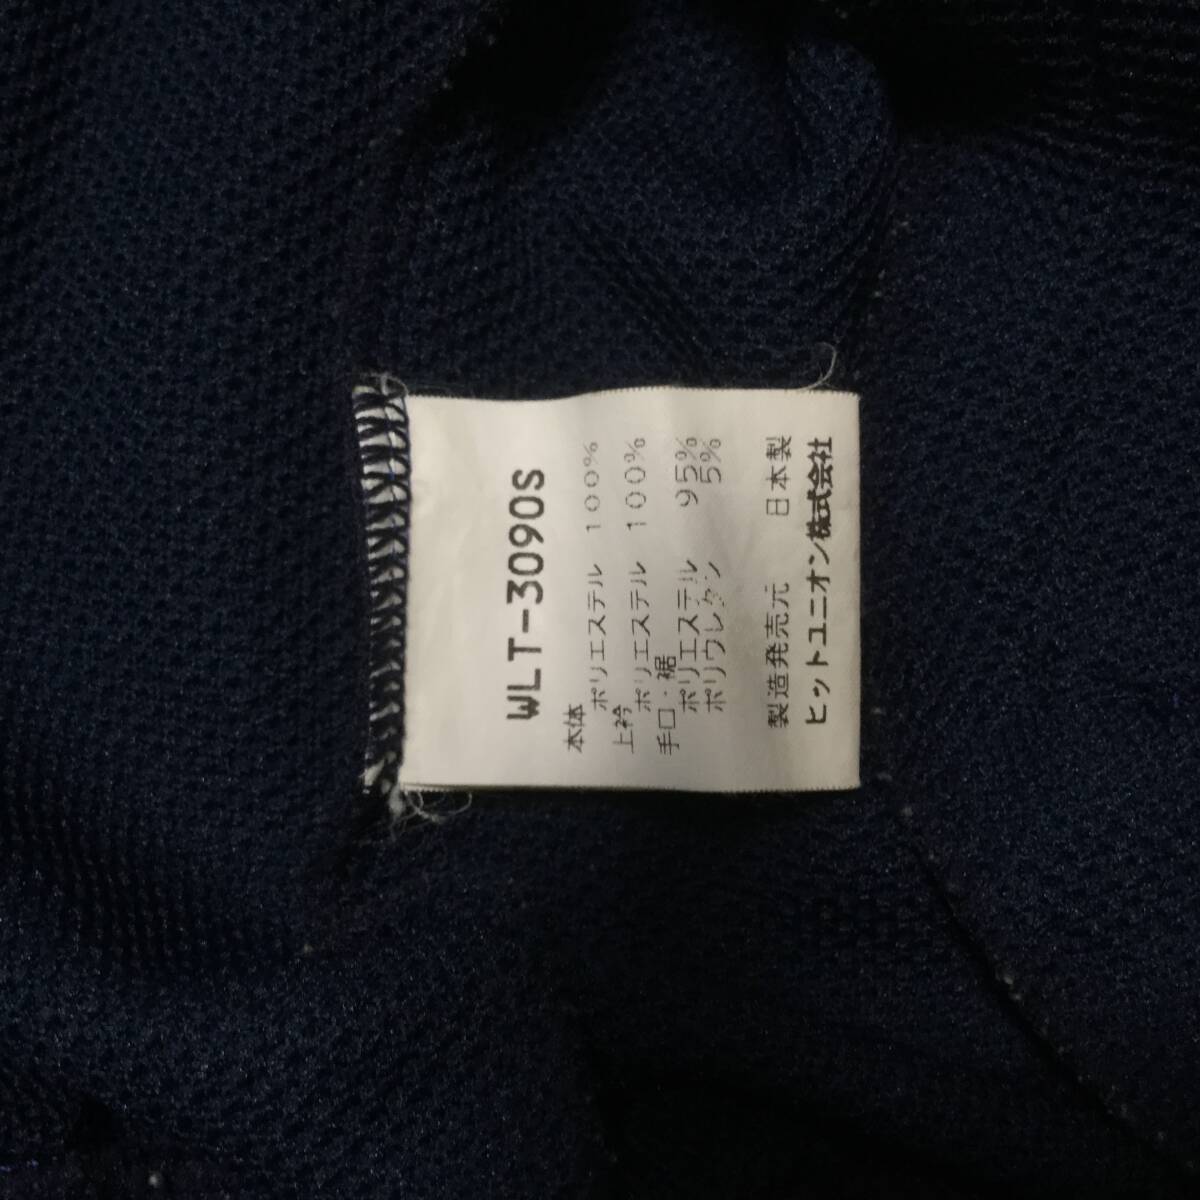 WLT-3090S
本体
ポリエステル 100%
上衿
ポリエステル 100%
手口・裾
ポリエステル 95%
ポリウレタン 5%
製造発売元 日本製
ヒットユニオン株式会社